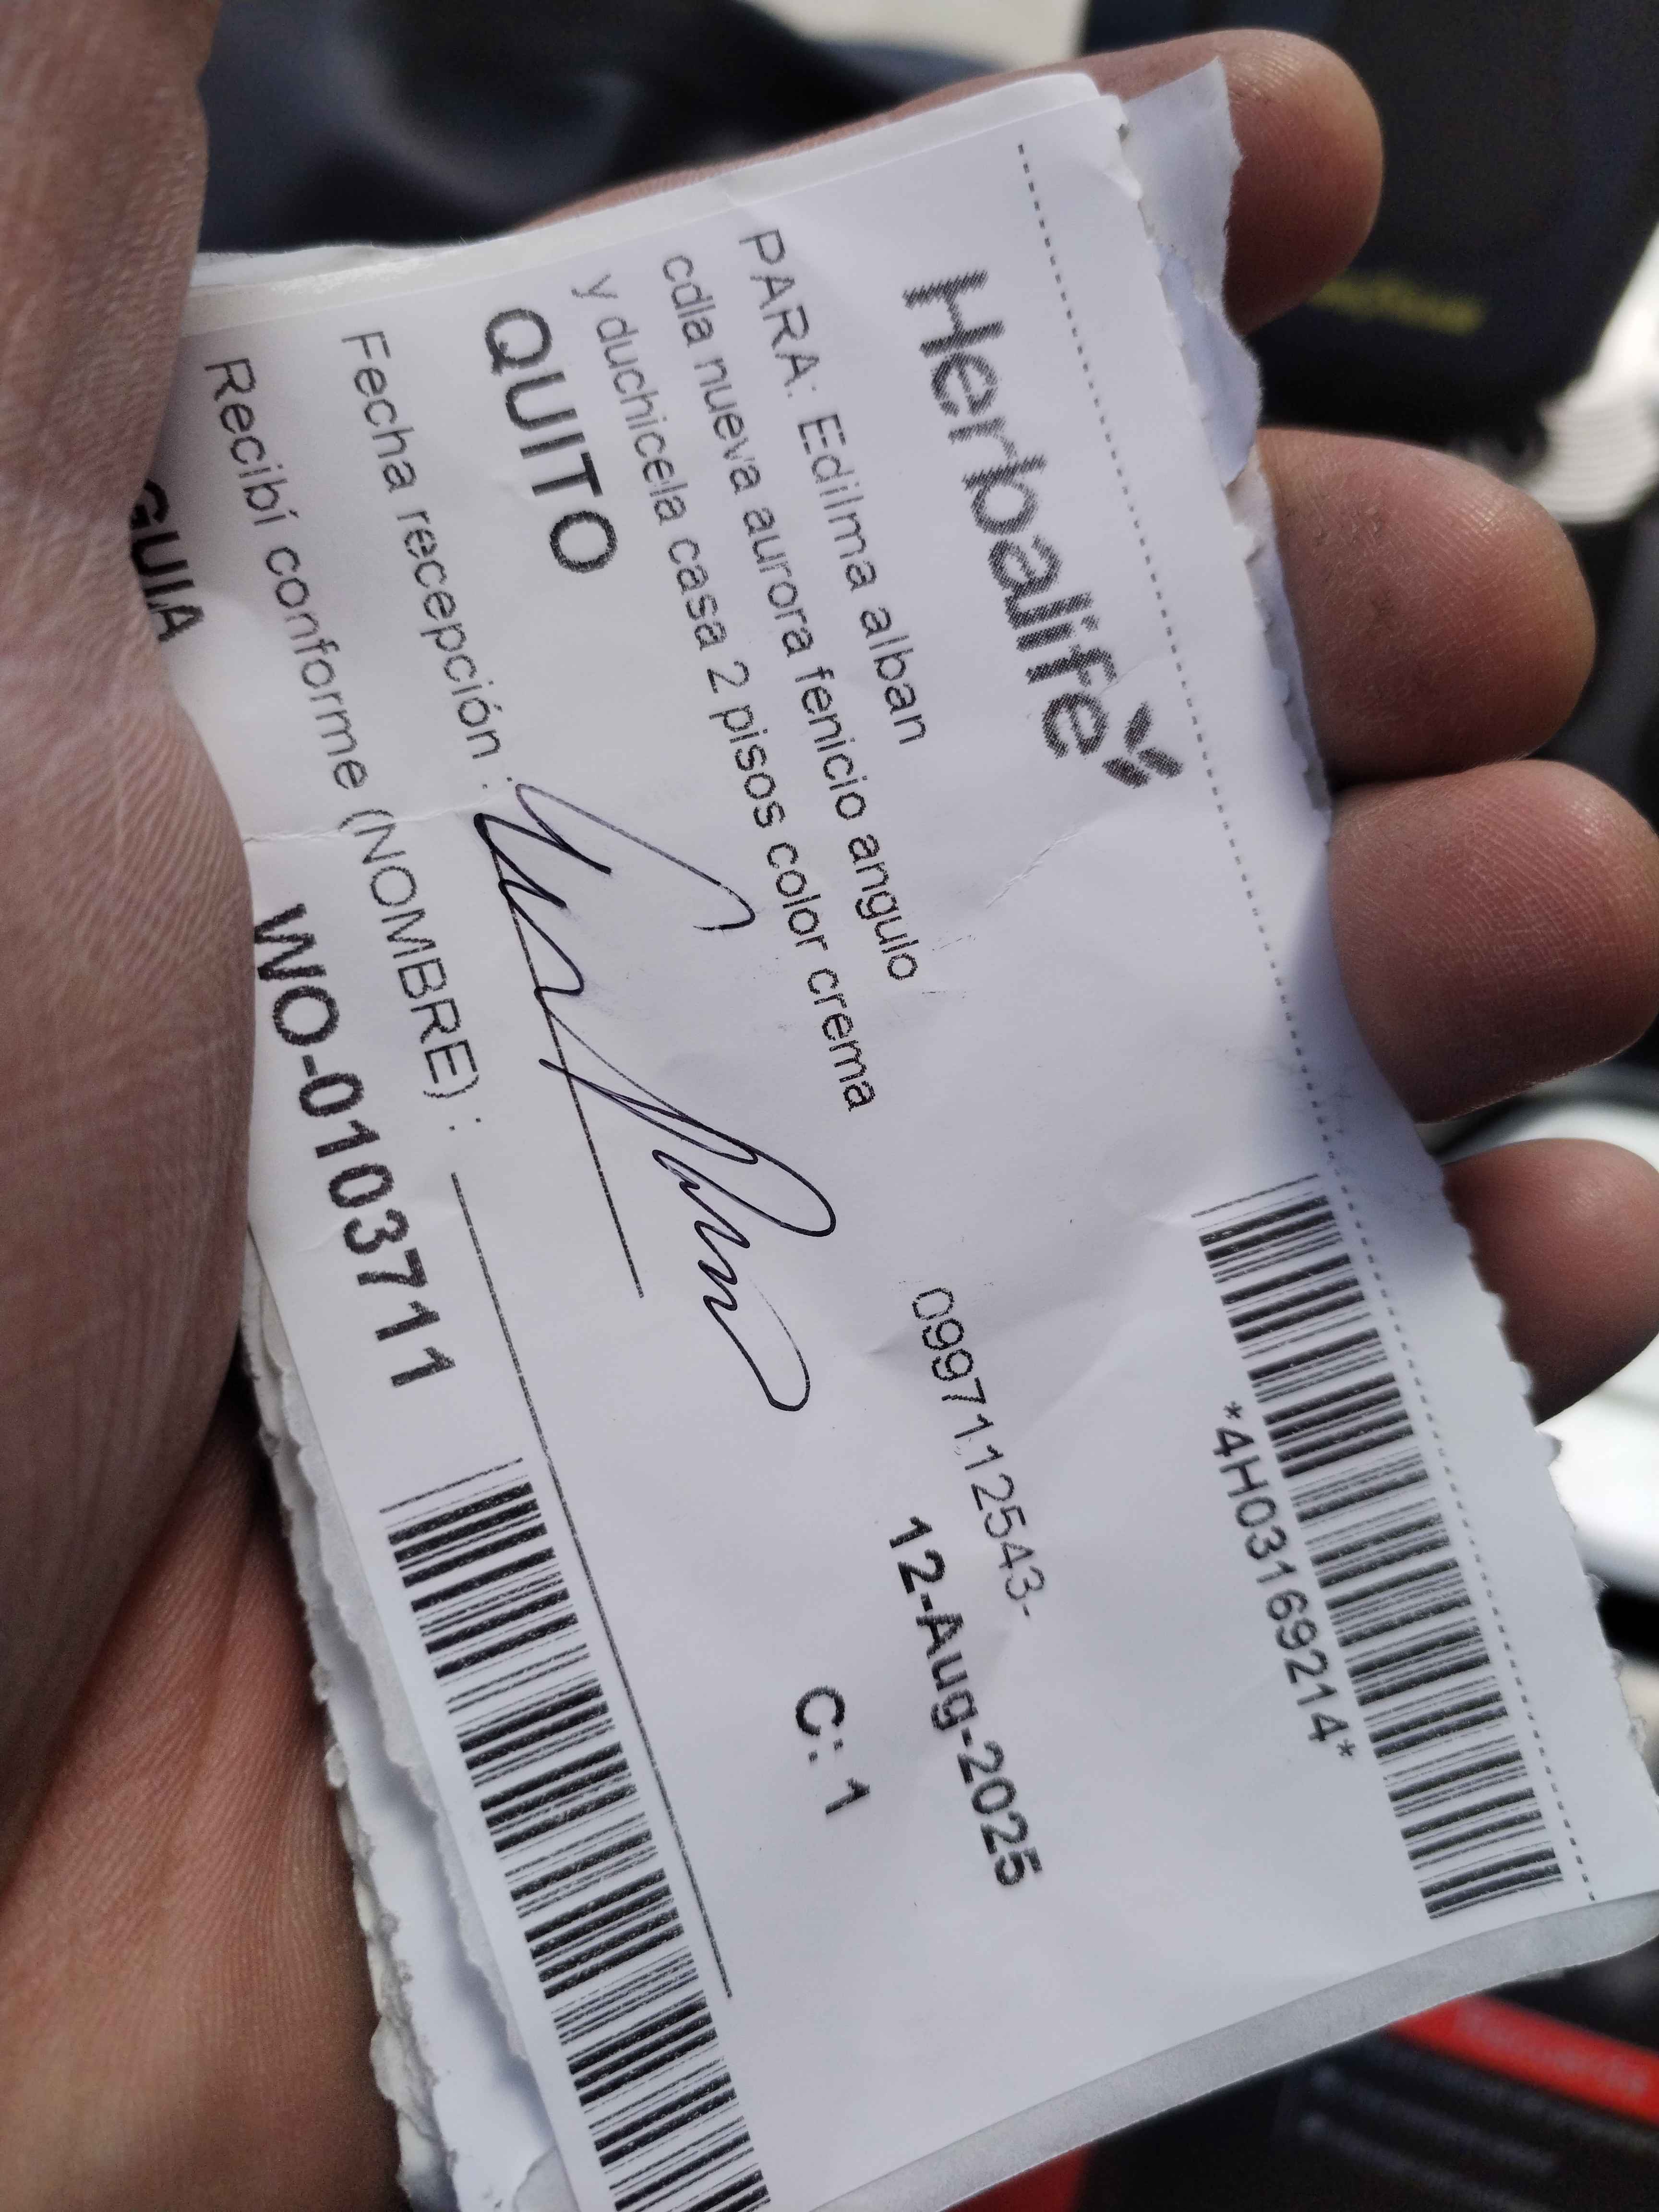 Herbalife
*4H03169214*
PARA: Edilma alban
0997112543-
cdla nueva aurora fenicio angulo
12-Aug-2025
y duchicela casa 2 pisos color crema
QUITO
C: 1
Fecha recepción :
Recibí conforme (NOMBRE) :
GUIA
WO-0103711